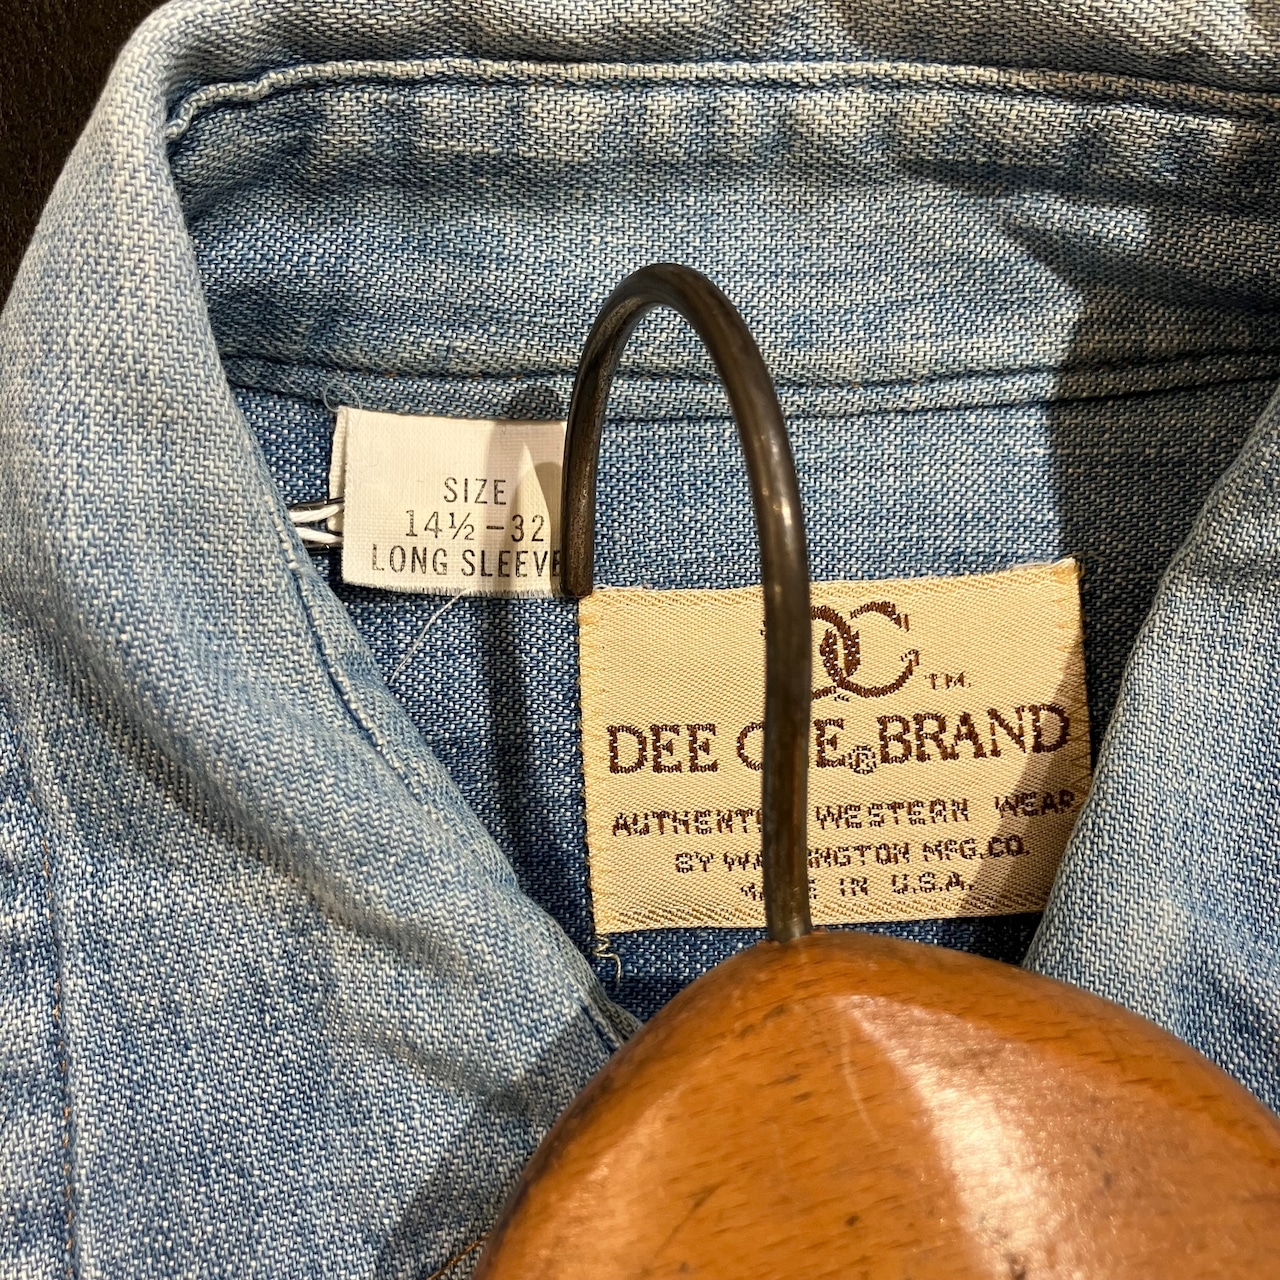 SIZE
14½-32
LONG SLEEVE
DC TM.
DEE CEE® BRAND
AUTHENTIC WESTERN WEAR
BY WASHINGTON MFG.CO.
MADE IN U.S.A.